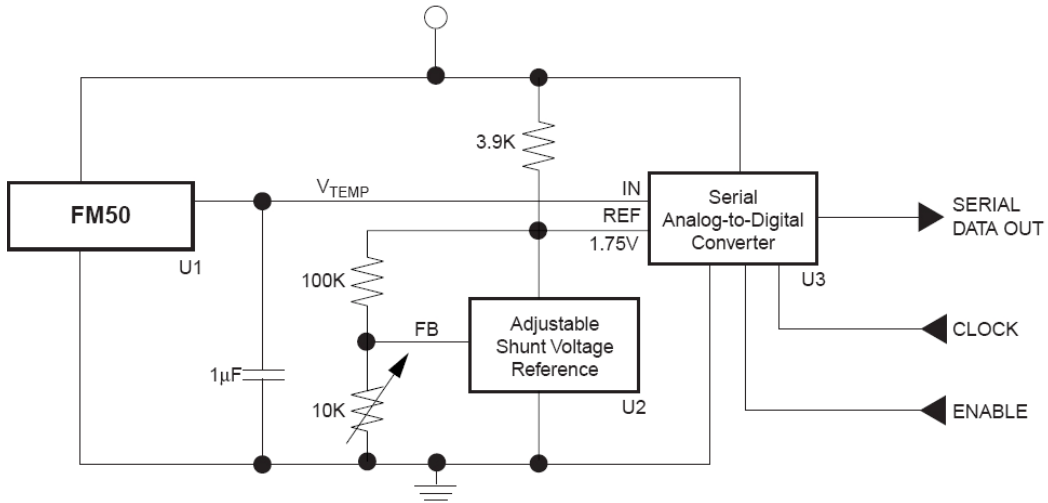 3.9K
V_TEMP
IN
FM50
U1
REF
1.75V
Serial
Analog-to-Digital
Converter
U3
SERIAL
DATA OUT
100K
FB
Adjustable
Shunt Voltage
Reference
U2
CLOCK
1μF
10K
ENABLE